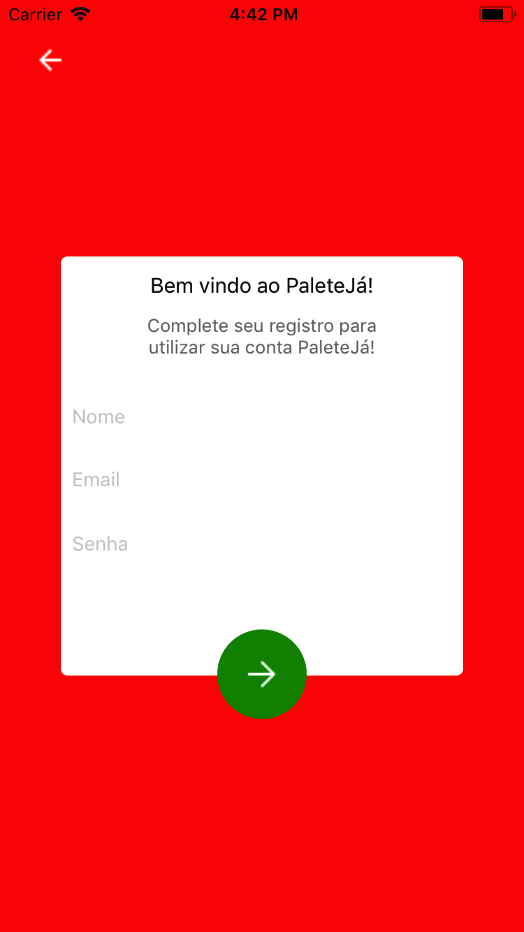 Carrier 4:42 PM
Bem vindo ao PaleteJá!
Complete seu registro para
utilizar sua conta PaleteJá!
Nome
Email
Senha